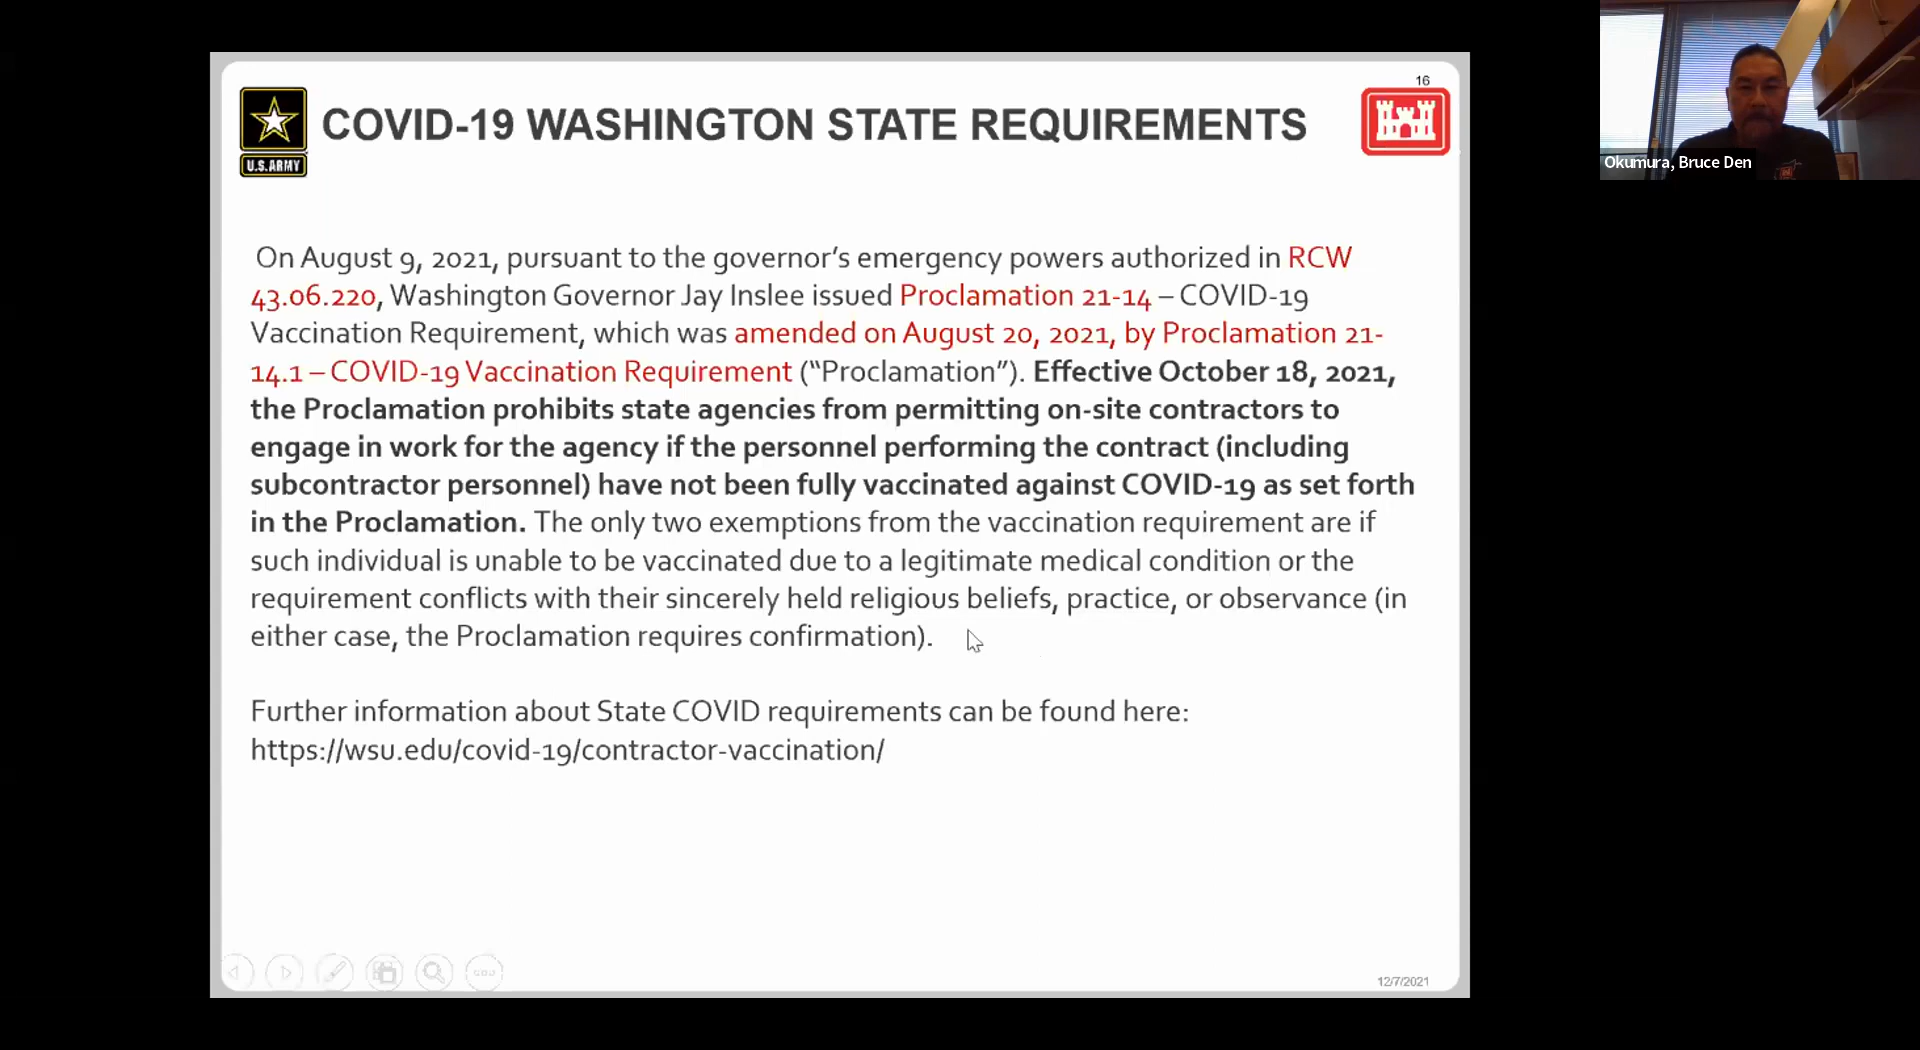 16
COVID-19 WASHINGTON STATE REQUIREMENTS
U.S.ARMY
Okumura, Bruce Den
On August 9, 2021, pursuant to the governor’s emergency powers authorized in RCW
43.06.220, Washington Governor Jay Inslee issued Proclamation 21-14 – COVID-19
Vaccination Requirement, which was amended on August 20, 2021, by Proclamation 21-
14.1 – COVID-19 Vaccination Requirement (“Proclamation”). Effective October 18, 2021,
the Proclamation prohibits state agencies from permitting on-site contractors to
engage in work for the agency if the personnel performing the contract (including
subcontractor personnel) have not been fully vaccinated against COVID-19 as set forth
in the Proclamation. The only two exemptions from the vaccination requirement are if
such individual is unable to be vaccinated due to a legitimate medical condition or the
requirement conflicts with their sincerely held religious beliefs, practice, or observance (in
either case, the Proclamation requires confirmation).
Further information about State COVID requirements can be found here:
https://wsu.edu/covid-19/contractor-vaccination/
12/7/2021